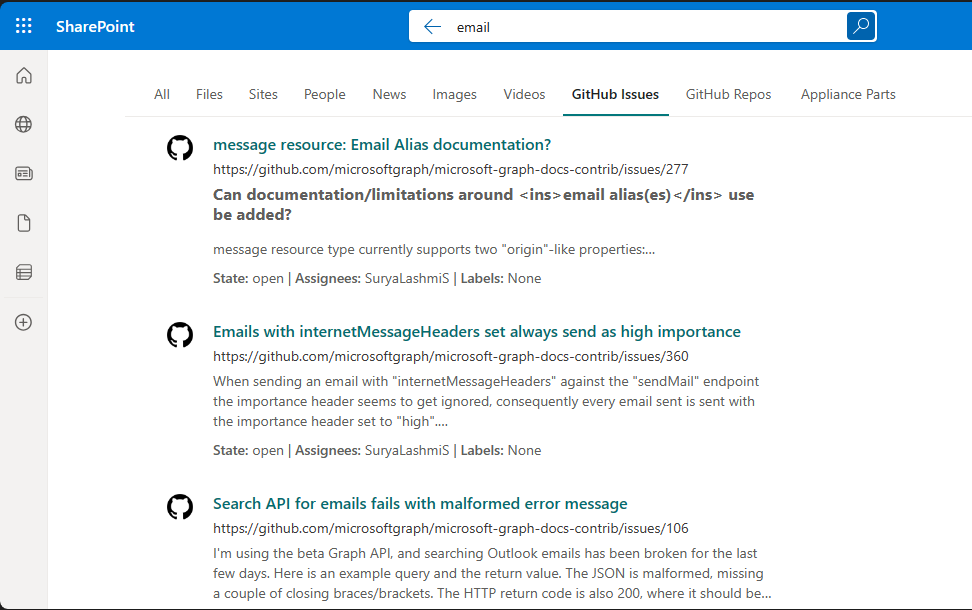 SharePoint
email
All Files Sites People News Images Videos GitHub Issues GitHub Repos Appliance Parts
message resource: Email Alias documentation?
https://github.com/microsoftgraph/microsoft-graph-docs-contrib/issues/277
Can documentation/limitations around <ins>email alias(es)</ins> use
be added?
message resource type currently supports two "origin"-like properties:...
State: open | Assignees: SuryaLashmiS | Labels: None
Emails with internetMessageHeaders set always send as high importance
https://github.com/microsoftgraph/microsoft-graph-docs-contrib/issues/360
When sending an email with "internetMessageHeaders" against the "sendMail" endpoint
the importance header seems to get ignored, consequently every email sent is sent with
the importance header set to "high"....
State: open | Assignees: SuryaLashmiS | Labels: None
Search API for emails fails with malformed error message
https://github.com/microsoftgraph/microsoft-graph-docs-contrib/issues/106
I'm using the beta Graph API, and searching Outlook emails has been broken for the last
few days. Here is an example query and the return value. The JSON is malformed, missing
a couple of closing braces/brackets. The HTTP return code is also 200, where it should be...